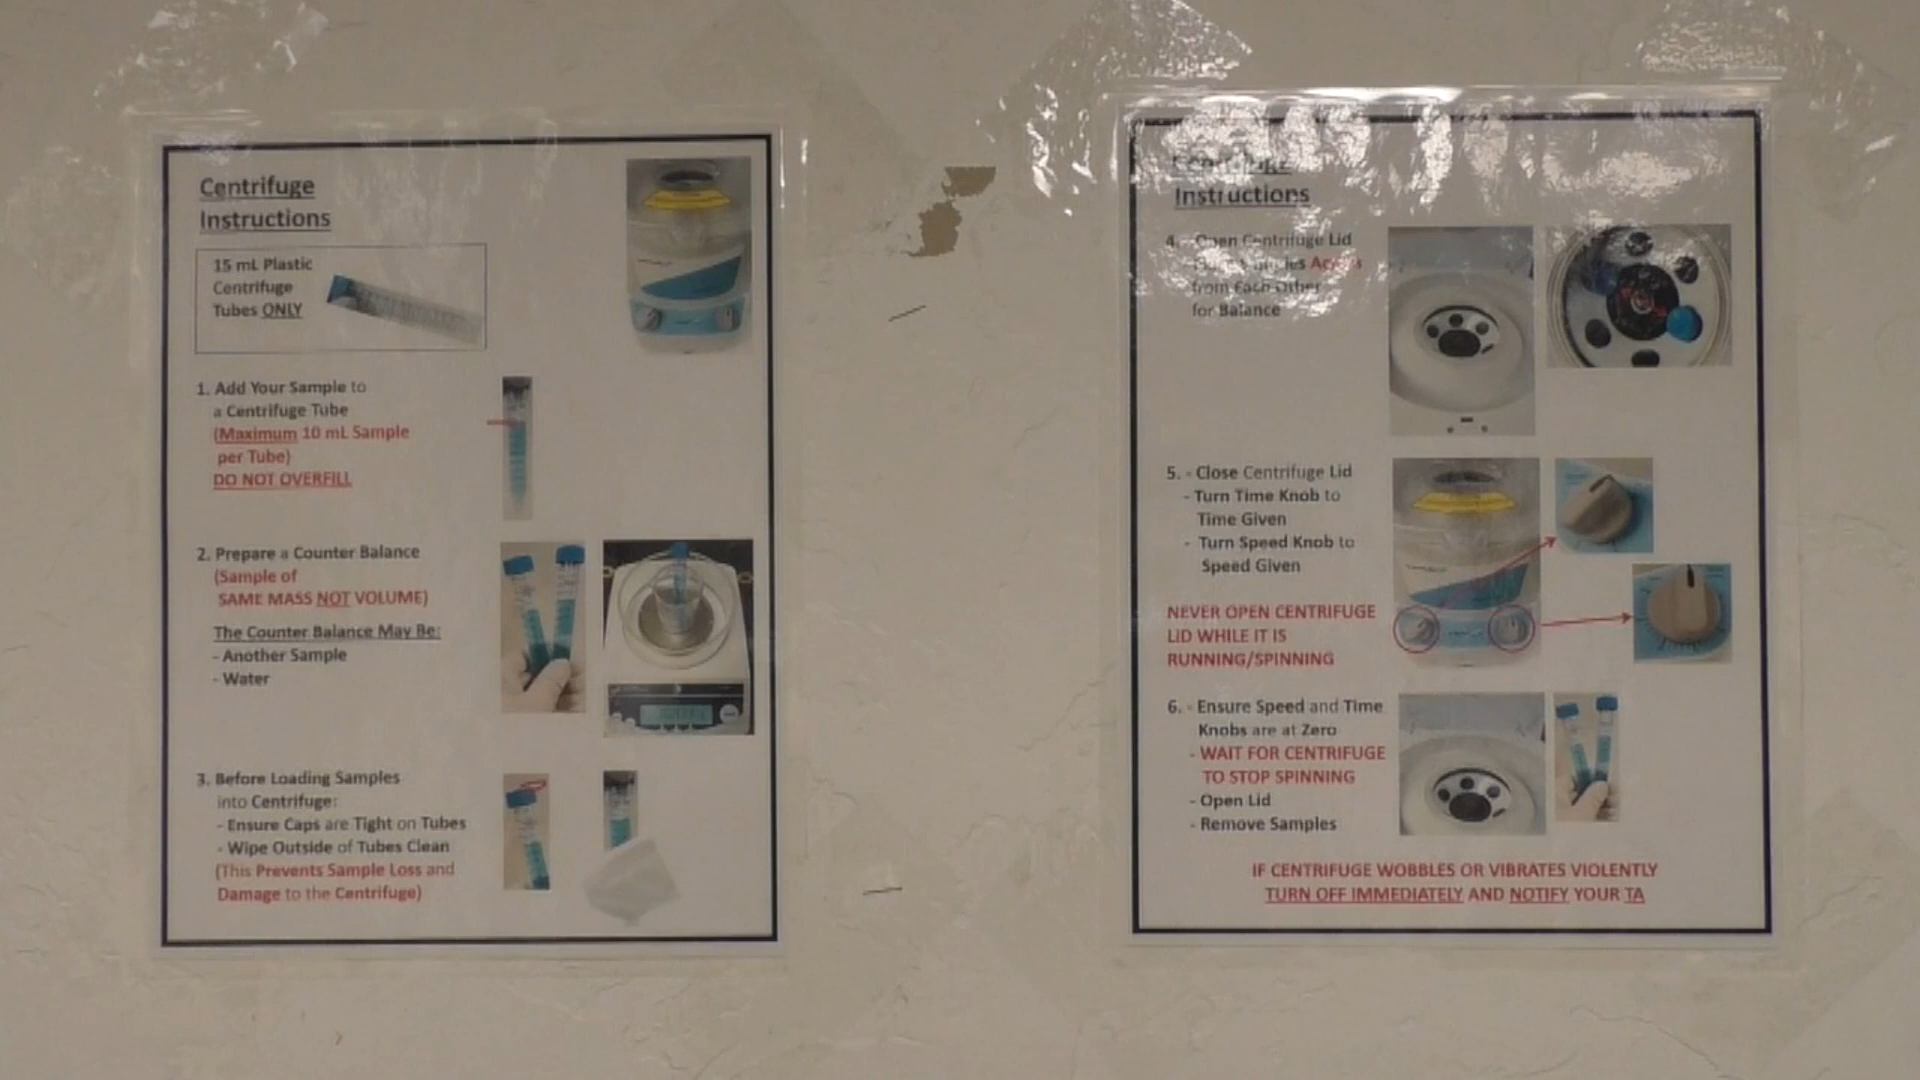 Centrifuge
Instructions
15 mL Plastic
Centrifuge
Tubes ONLY
1. Add Your Sample to
a Centrifuge Tube
(Maximum 10 mL Sample
per Tube)
DO NOT OVERFILL
2. Prepare a Counter Balance
(Sample of
SAME MASS NOT VOLUME)
The Counter Balance May Be:
- Another Sample
- Water
3. Before Loading Samples
into Centrifuge:
- Ensure Caps are Tight on Tubes
- Wipe Outside of Tubes Clean
(This Prevents Sample Loss and
Damage to the Centrifuge)
Centrifuge
Instructions
4. - Open Centrifuge Lid
Samples Across
from Each Other
for Balance
5. - Close Centrifuge Lid
- Turn Time Knob to
Time Given
- Turn Speed Knob to
Speed Given
NEVER OPEN CENTRIFUGE
LID WHILE IT IS
RUNNING/SPINNING
6. - Ensure Speed and Time
Knobs are at Zero
- WAIT FOR CENTRIFUGE
TO STOP SPINNING
- Open Lid
- Remove Samples
IF CENTRIFUGE WOBBLES OR VIBRATES VIOLENTLY
TURN OFF IMMEDIATELY AND NOTIFY YOUR TA